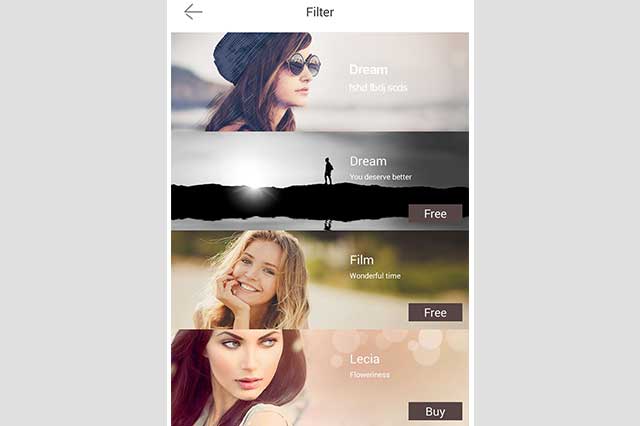 Filter
Dream
fshd fbdj scds
Dream
You deserve better
Free
Film
Wonderful time
Free
Lecia
Floweriness
Buy